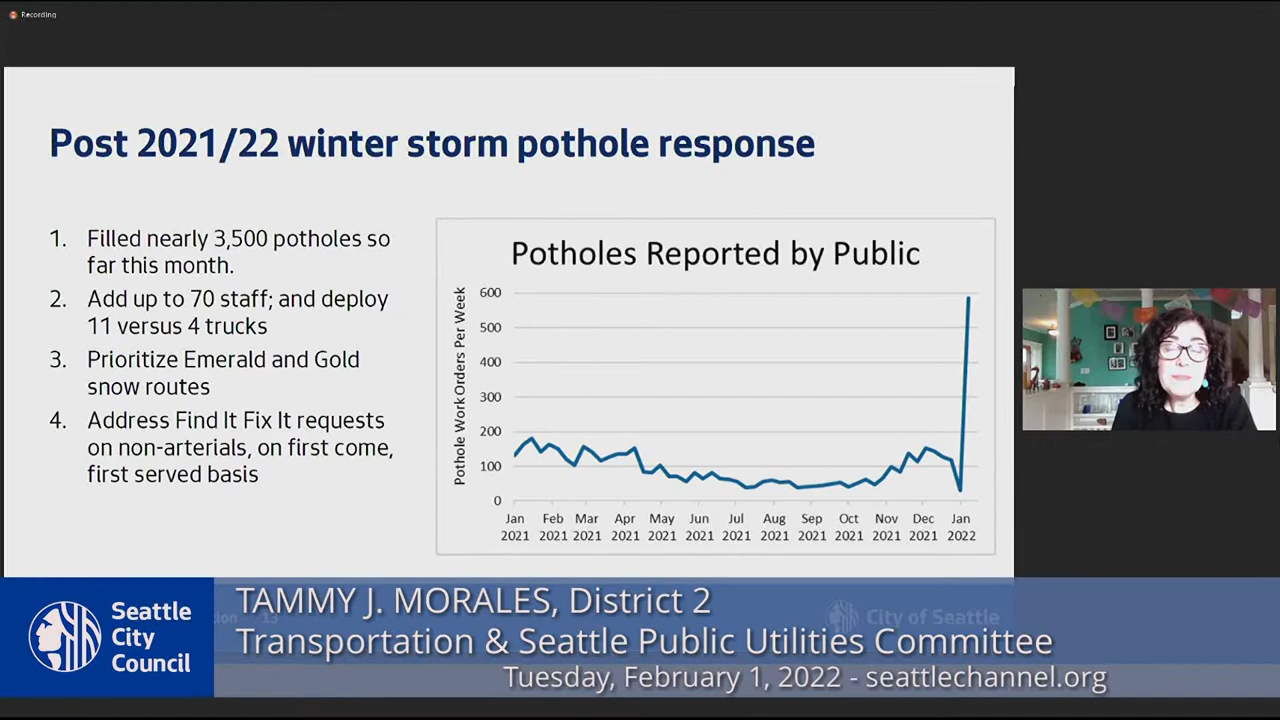 Recording
Post 2021/22 winter storm pothole response
1. Filled nearly 3,500 potholes so
far this month.
2. Add up to 70 staff; and deploy
11 versus 4 trucks
3. Prioritize Emerald and Gold
snow routes
4. Address Find It Fix It requests
on non-arterials, on first come,
first served basis
Potholes Reported by Public
Pothole Work Orders Per Week
600
500
400
300
200
100
0
Jan Feb Mar Apr May Jun Jul Aug Sep Oct Nov Dec Jan
2021 2021 2021 2021 2021 2021 2021 2021 2021 2021 2021 2021 2022
13
City of Seattle
Seattle
City
Council
TAMMY J. MORALES, District 2
Transportation & Seattle Public Utilities Committee
Tuesday, February 1, 2022 - seattlechannel.org